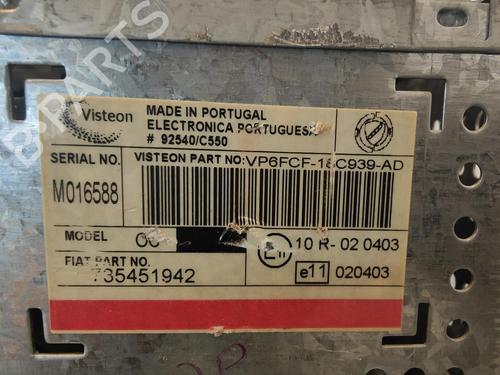 B-PARTS
Visteon
MADE IN PORTUGAL
ELECTRONICA PORTUGUESA
# 92540/C550
SERIAL NO.
VISTEON PART NO: VP6FCF-18C939-AD
M016588
MODEL
10 R- 02 0403
FIAT PART NO.
735451942
e11 020403